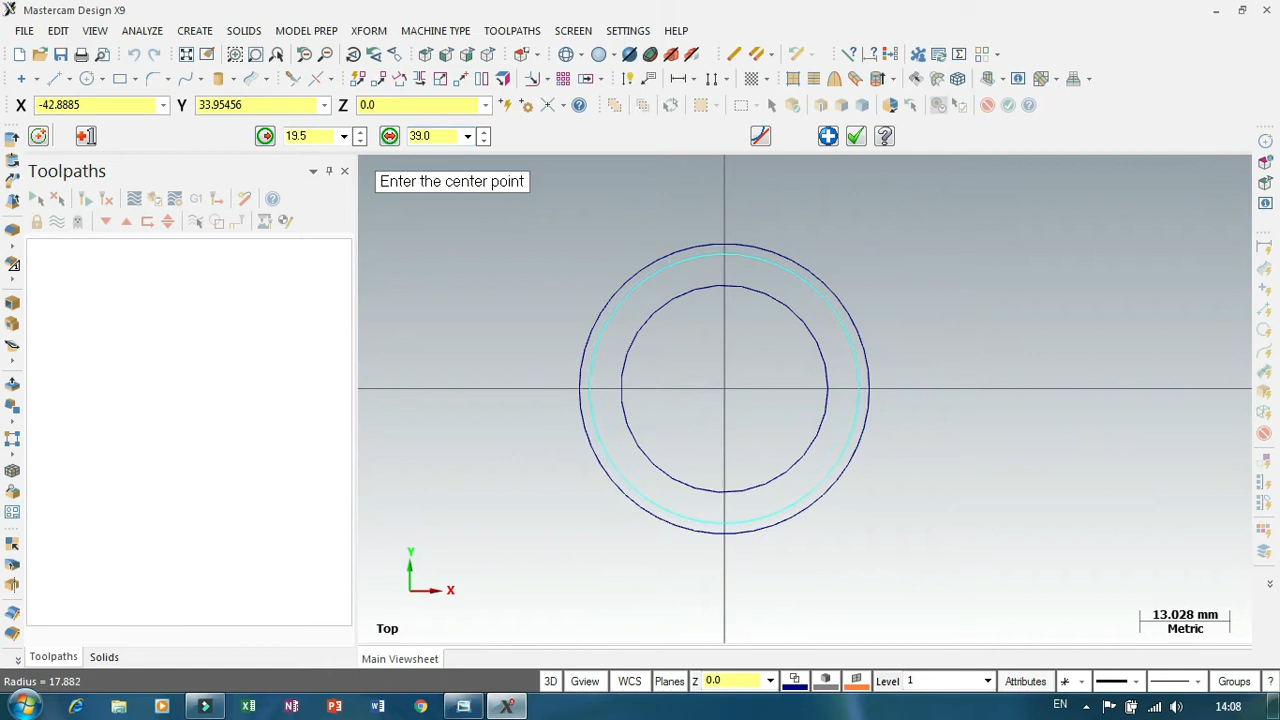 Mastercam Design X9
FILE EDIT VIEW ANALYZE CREATE SOLIDS MODEL PREP XFORM MACHINE TYPE TOOLPATHS SCREEN SETTINGS HELP
X -42.8885 Y 33.95456 Z 0.0
19.5 39.0
Toolpaths
G1
Enter the center point
Y
X
Top
13.028 mm
Metric
Toolpaths Solids
Main Viewsheet
Radius = 17.882 3D Gview WCS Planes Z 0.0 Level 1 Attributes Groups
EN 14:08